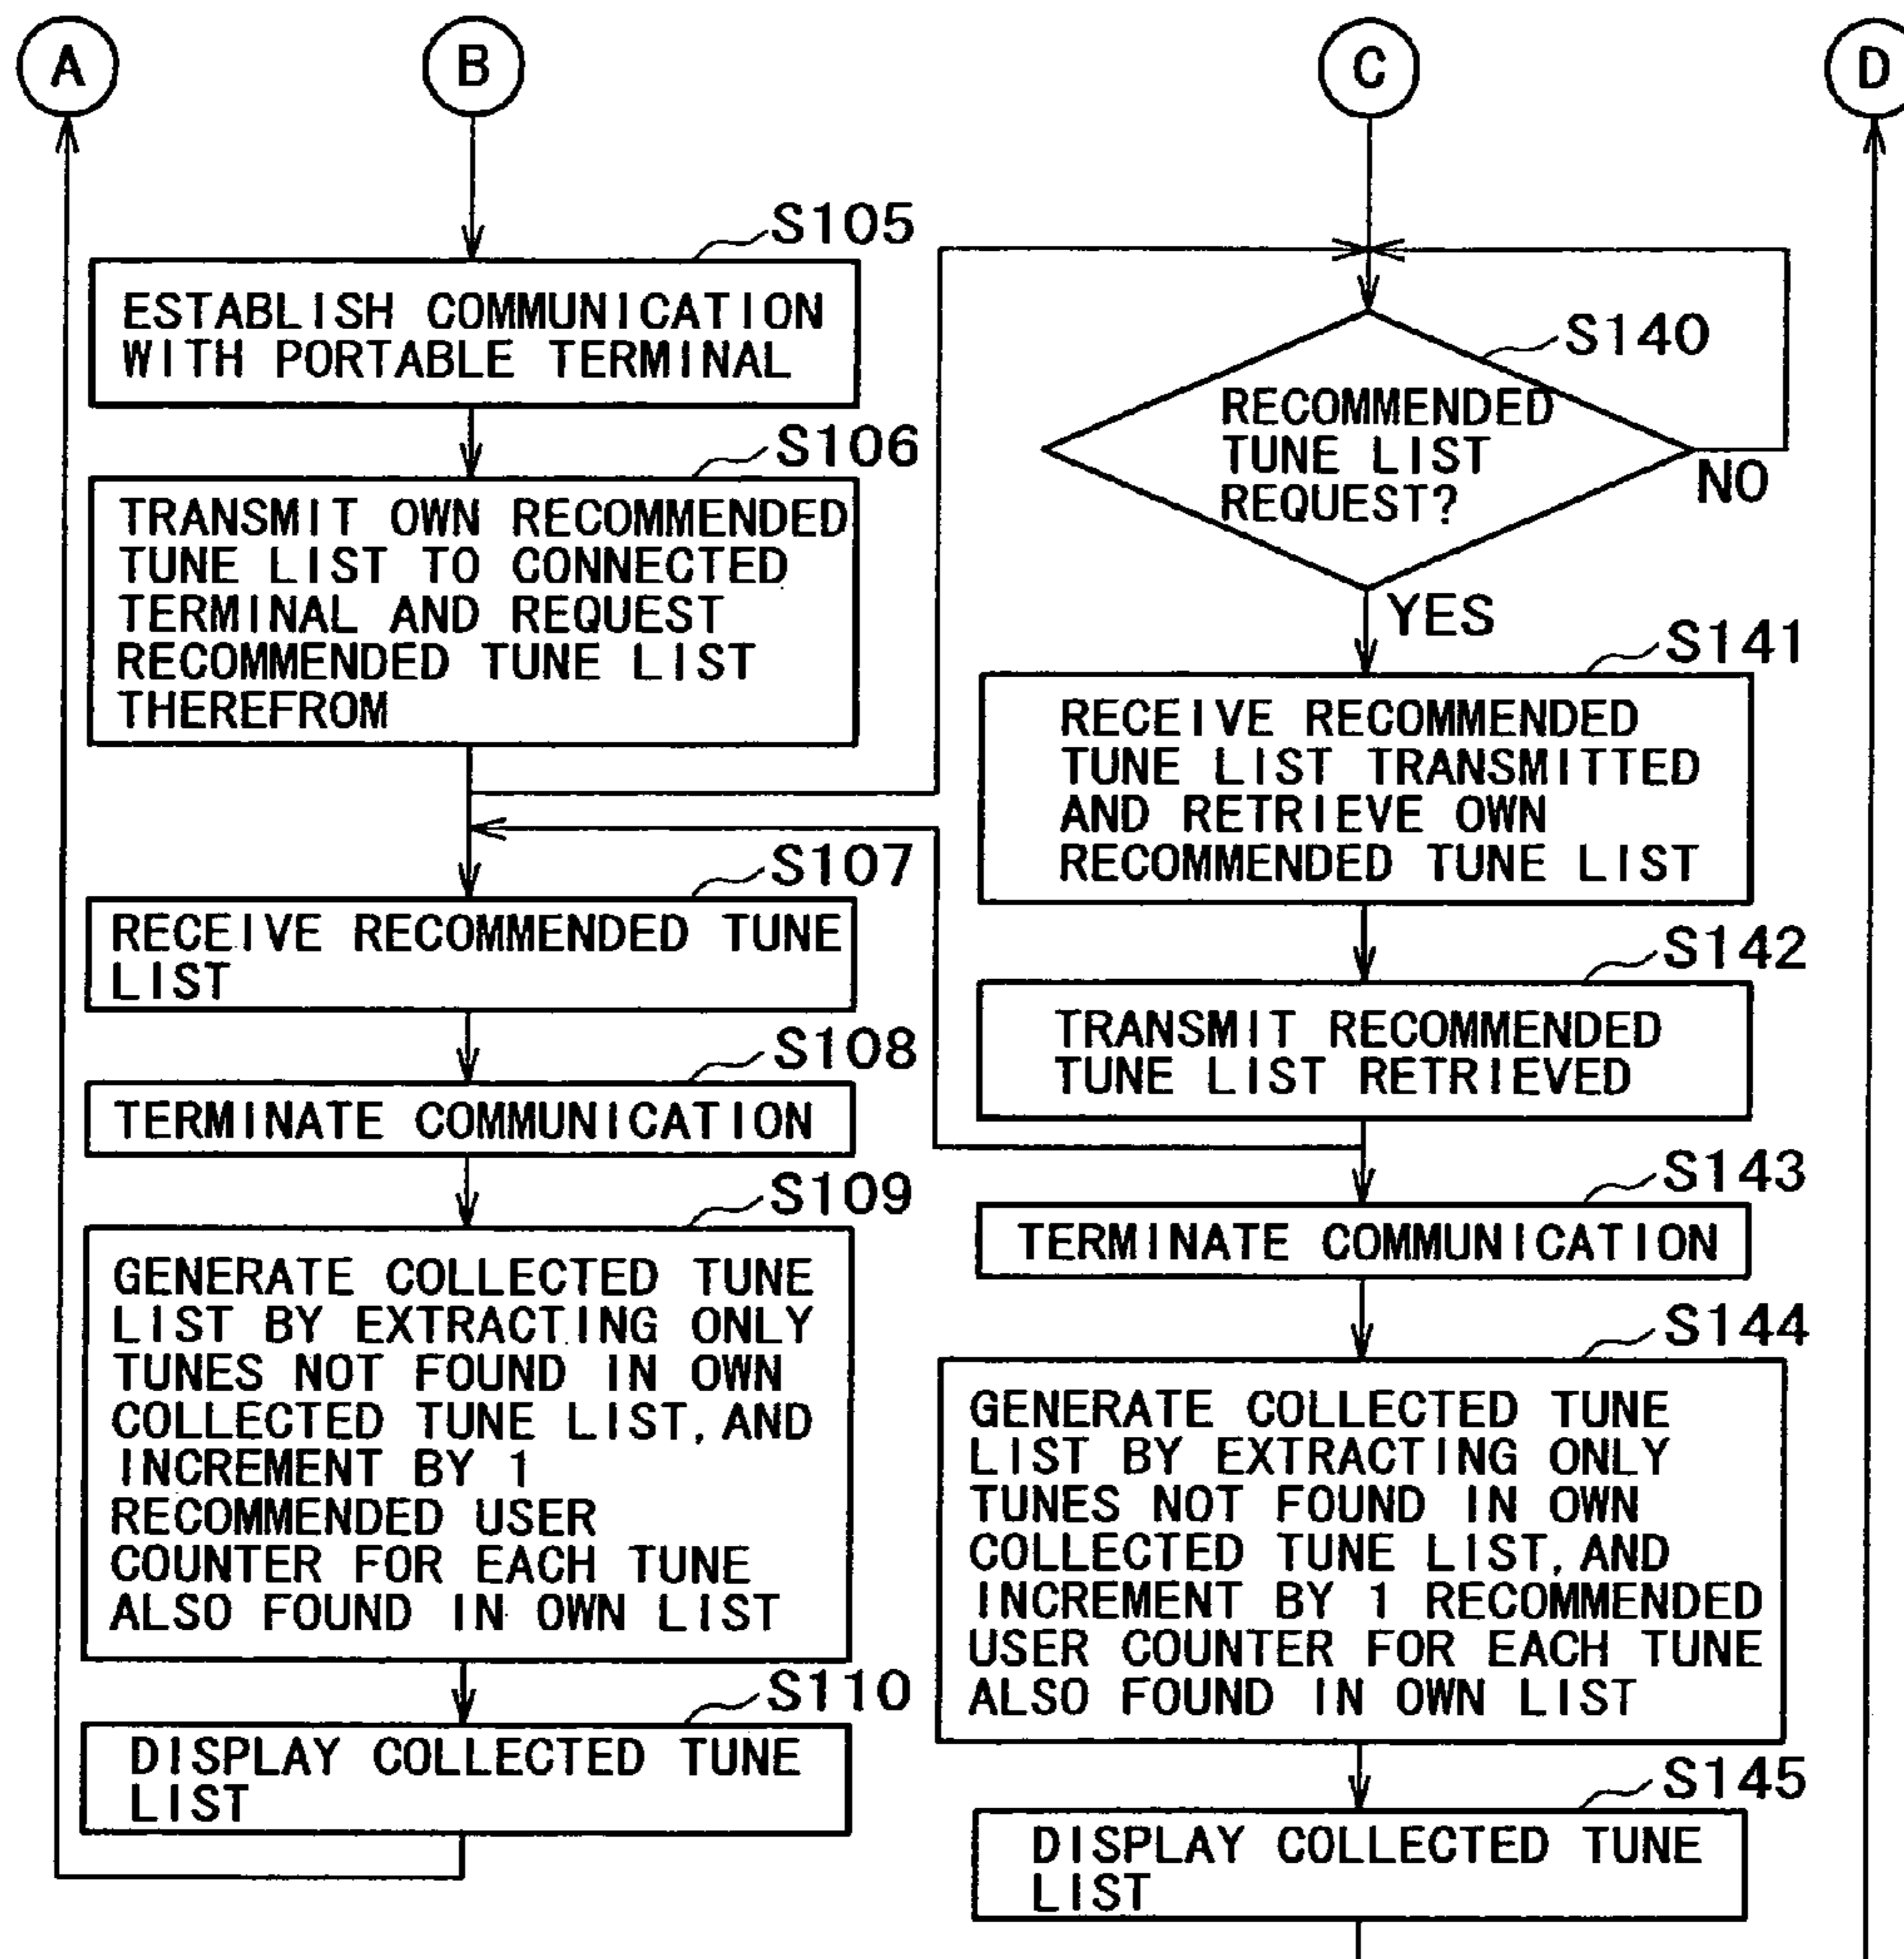 A
B
S105
ESTABLISH COMMUNICATION
WITH PORTABLE TERMINAL
S106
TRANSMIT OWN RECOMMENDED
TUNE LIST TO CONNECTED
TERMINAL AND REQUEST
RECOMMENDED TUNE LIST
THEREFROM
S107
RECEIVE RECOMMENDED TUNE
LIST
S108
TERMINATE COMMUNICATION
S109
GENERATE COLLECTED TUNE
LIST BY EXTRACTING ONLY
TUNES NOT FOUND IN OWN
COLLECTED TUNE LIST, AND
INCREMENT BY 1
RECOMMENDED USER
COUNTER FOR EACH TUNE
ALSO FOUND IN OWN LIST
S110
DISPLAY COLLECTED TUNE
LIST
C
D
S140
RECOMMENDED
TUNE LIST
REQUEST?
NO
YES
S141
RECEIVE RECOMMENDED
TUNE LIST TRANSMITTED
AND RETRIEVE OWN
RECOMMENDED TUNE LIST
S142
TRANSMIT RECOMMENDED
TUNE LIST RETRIEVED
S143
TERMINATE COMMUNICATION
S144
GENERATE COLLECTED TUNE
LIST BY EXTRACTING ONLY
TUNES NOT FOUND IN OWN
COLLECTED TUNE LIST, AND
INCREMENT BY 1 RECOMMENDED
USER COUNTER FOR EACH TUNE
ALSO FOUND IN OWN LIST
S145
DISPLAY COLLECTED TUNE
LIST